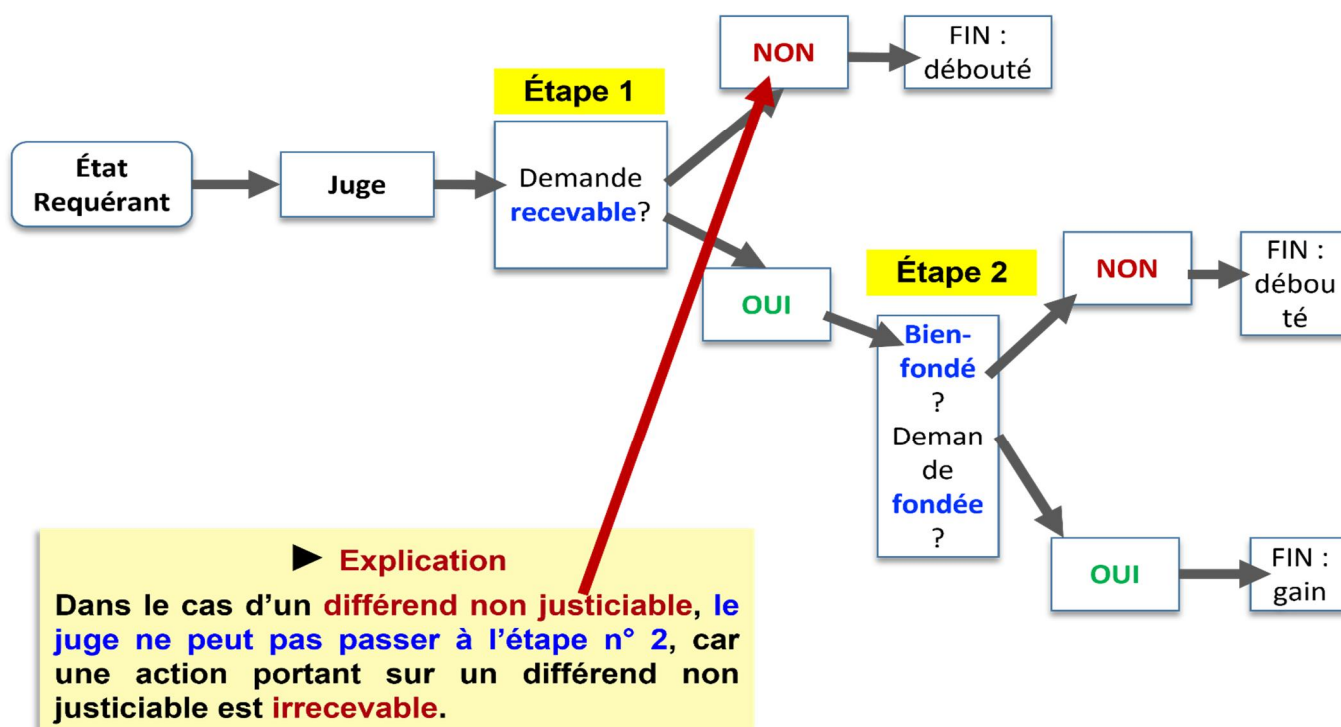 NON
FIN :
débouté
Étape 1
État
Requérant
Juge
Demande
recevable?
OUI
Étape 2
Bien-
fondé
?
Deman
de
fondée
?
NON
FIN :
débou
té
OUI
FIN :
gain
► Explication
Dans le cas d’un différend non justiciable, le
juge ne peut pas passer à l’étape n° 2, car
une action portant sur un différend non
justiciable est irrecevable.